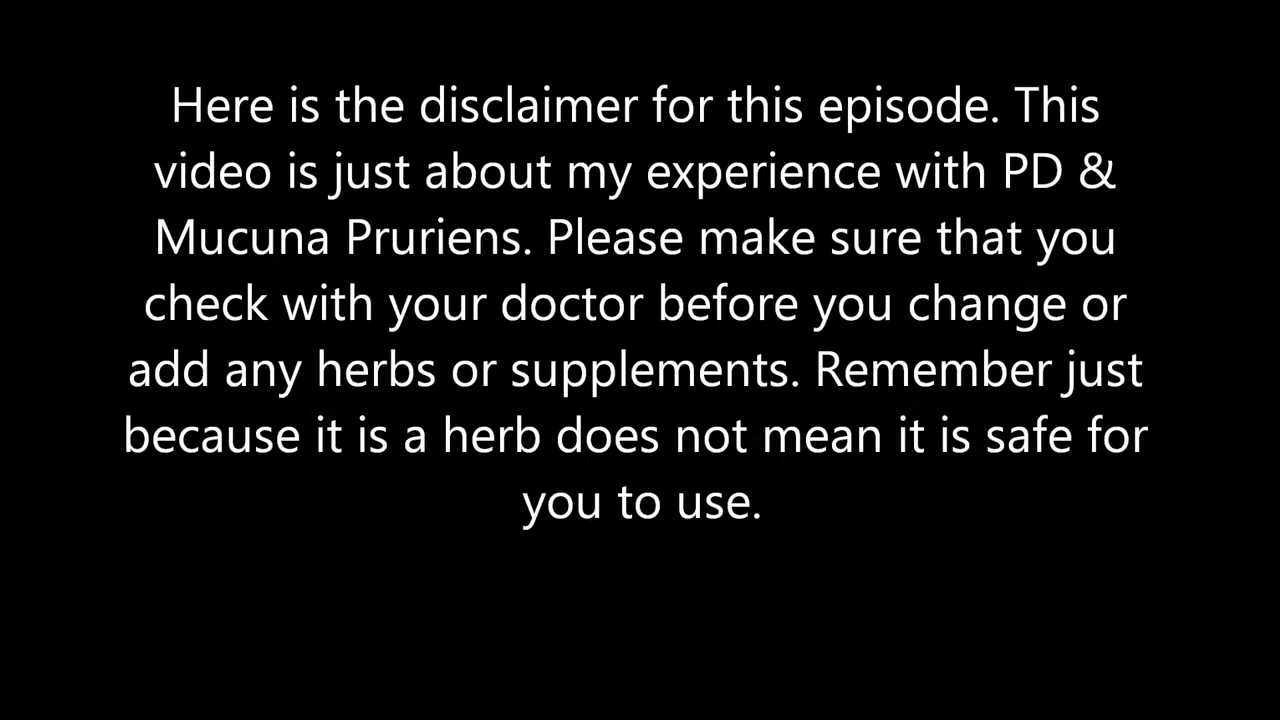 Here is the disclaimer for this episode. This
video is just about my experience with PD &
Mucuna Pruriens. Please make sure that you
check with your doctor before you change or
add any herbs or supplements. Remember just
because it is a herb does not mean it is safe for
you to use.